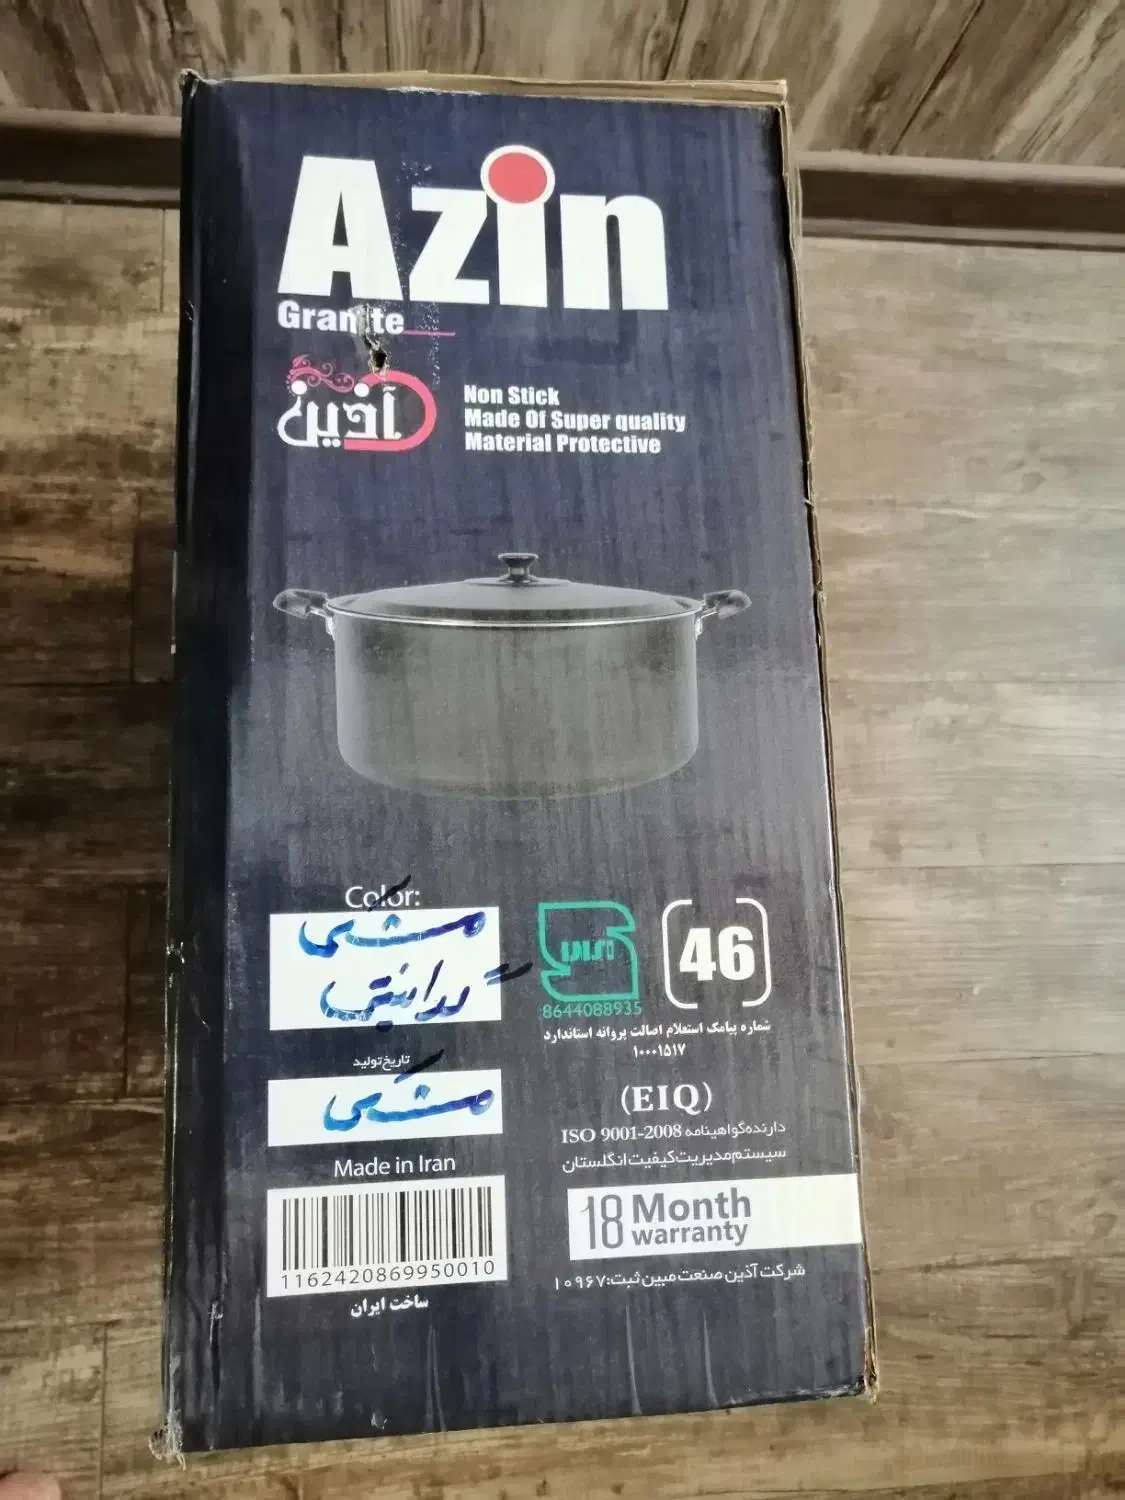 Azin
Granite
آذین
Non Stick
Made Of Super quality
Material Protective
Color:
مشکی
گرانیتی
8644088935
46
شماره پیامک استعلام اصالت پروانه استاندارد
۱۰۰۰۱۵۱۷
تاریخ تولید
مشکی
(EIQ)
دارنده گواهینامه ISO 9001-2008
سیستم مدیریت کیفیت انگلستان
Made in Iran
18 Month
warranty
1162420869950010
شرکت آذین صنعت مبین ثبت: ۱۰۹۶۷
ساخت ایران